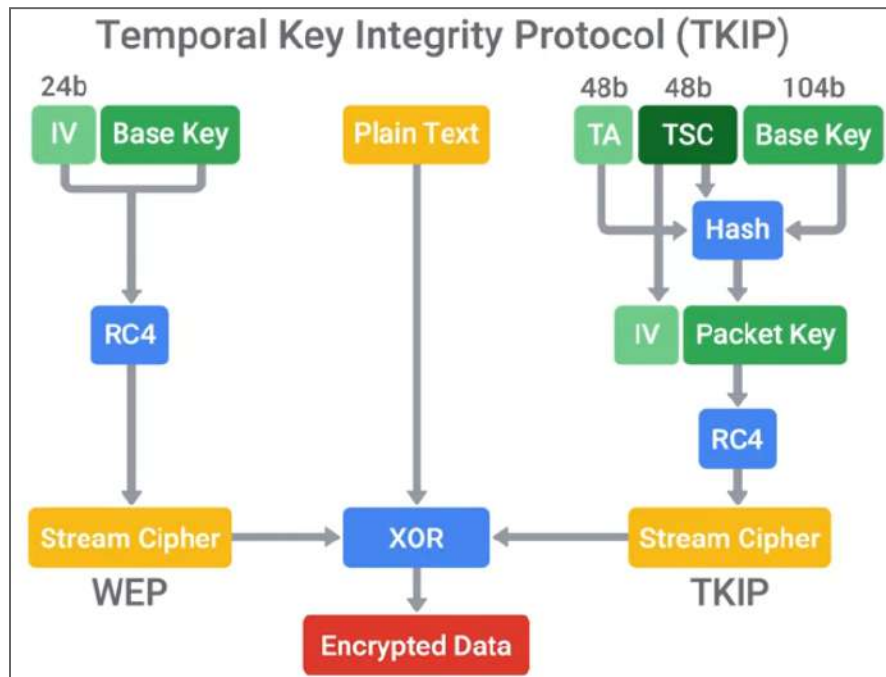 Temporal Key Integrity Protocol (TKIP)
24b 48b 48b 104b
IV Base Key Plain Text TA TSC Base Key
Hash
RC4 IV Packet Key
RC4
Stream Cipher XOR Stream Cipher
WEP TKIP
Encrypted Data